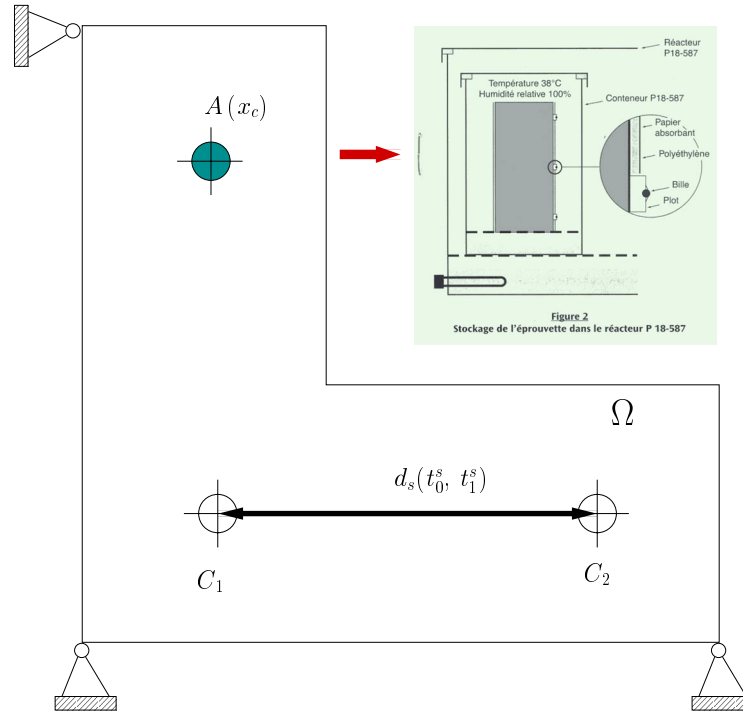 A(x_c)
Réacteur
P18-587
Température 38°C
Humidité relative 100%
Conteneur P18-587
Papier
absorbant
Polyéthylène
Bille
Plot
Figure 2
Stockage de l'éprouvette dans le réacteur P 18-587
Ω
d_s(t_0^s, t_1^s)
C_1
C_2